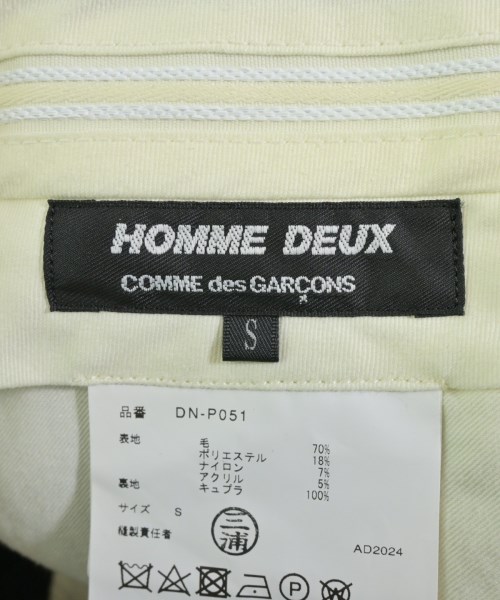 HOMME DEUX
COMME des GARÇONS
S
品番 DN-P051
表地 毛 70%
ポリエステル 18%
ナイロン 7%
アクリル 5%
裏地 キュプラ 100%
サイズ S
縫製責任者 三浦
AD2024
P W